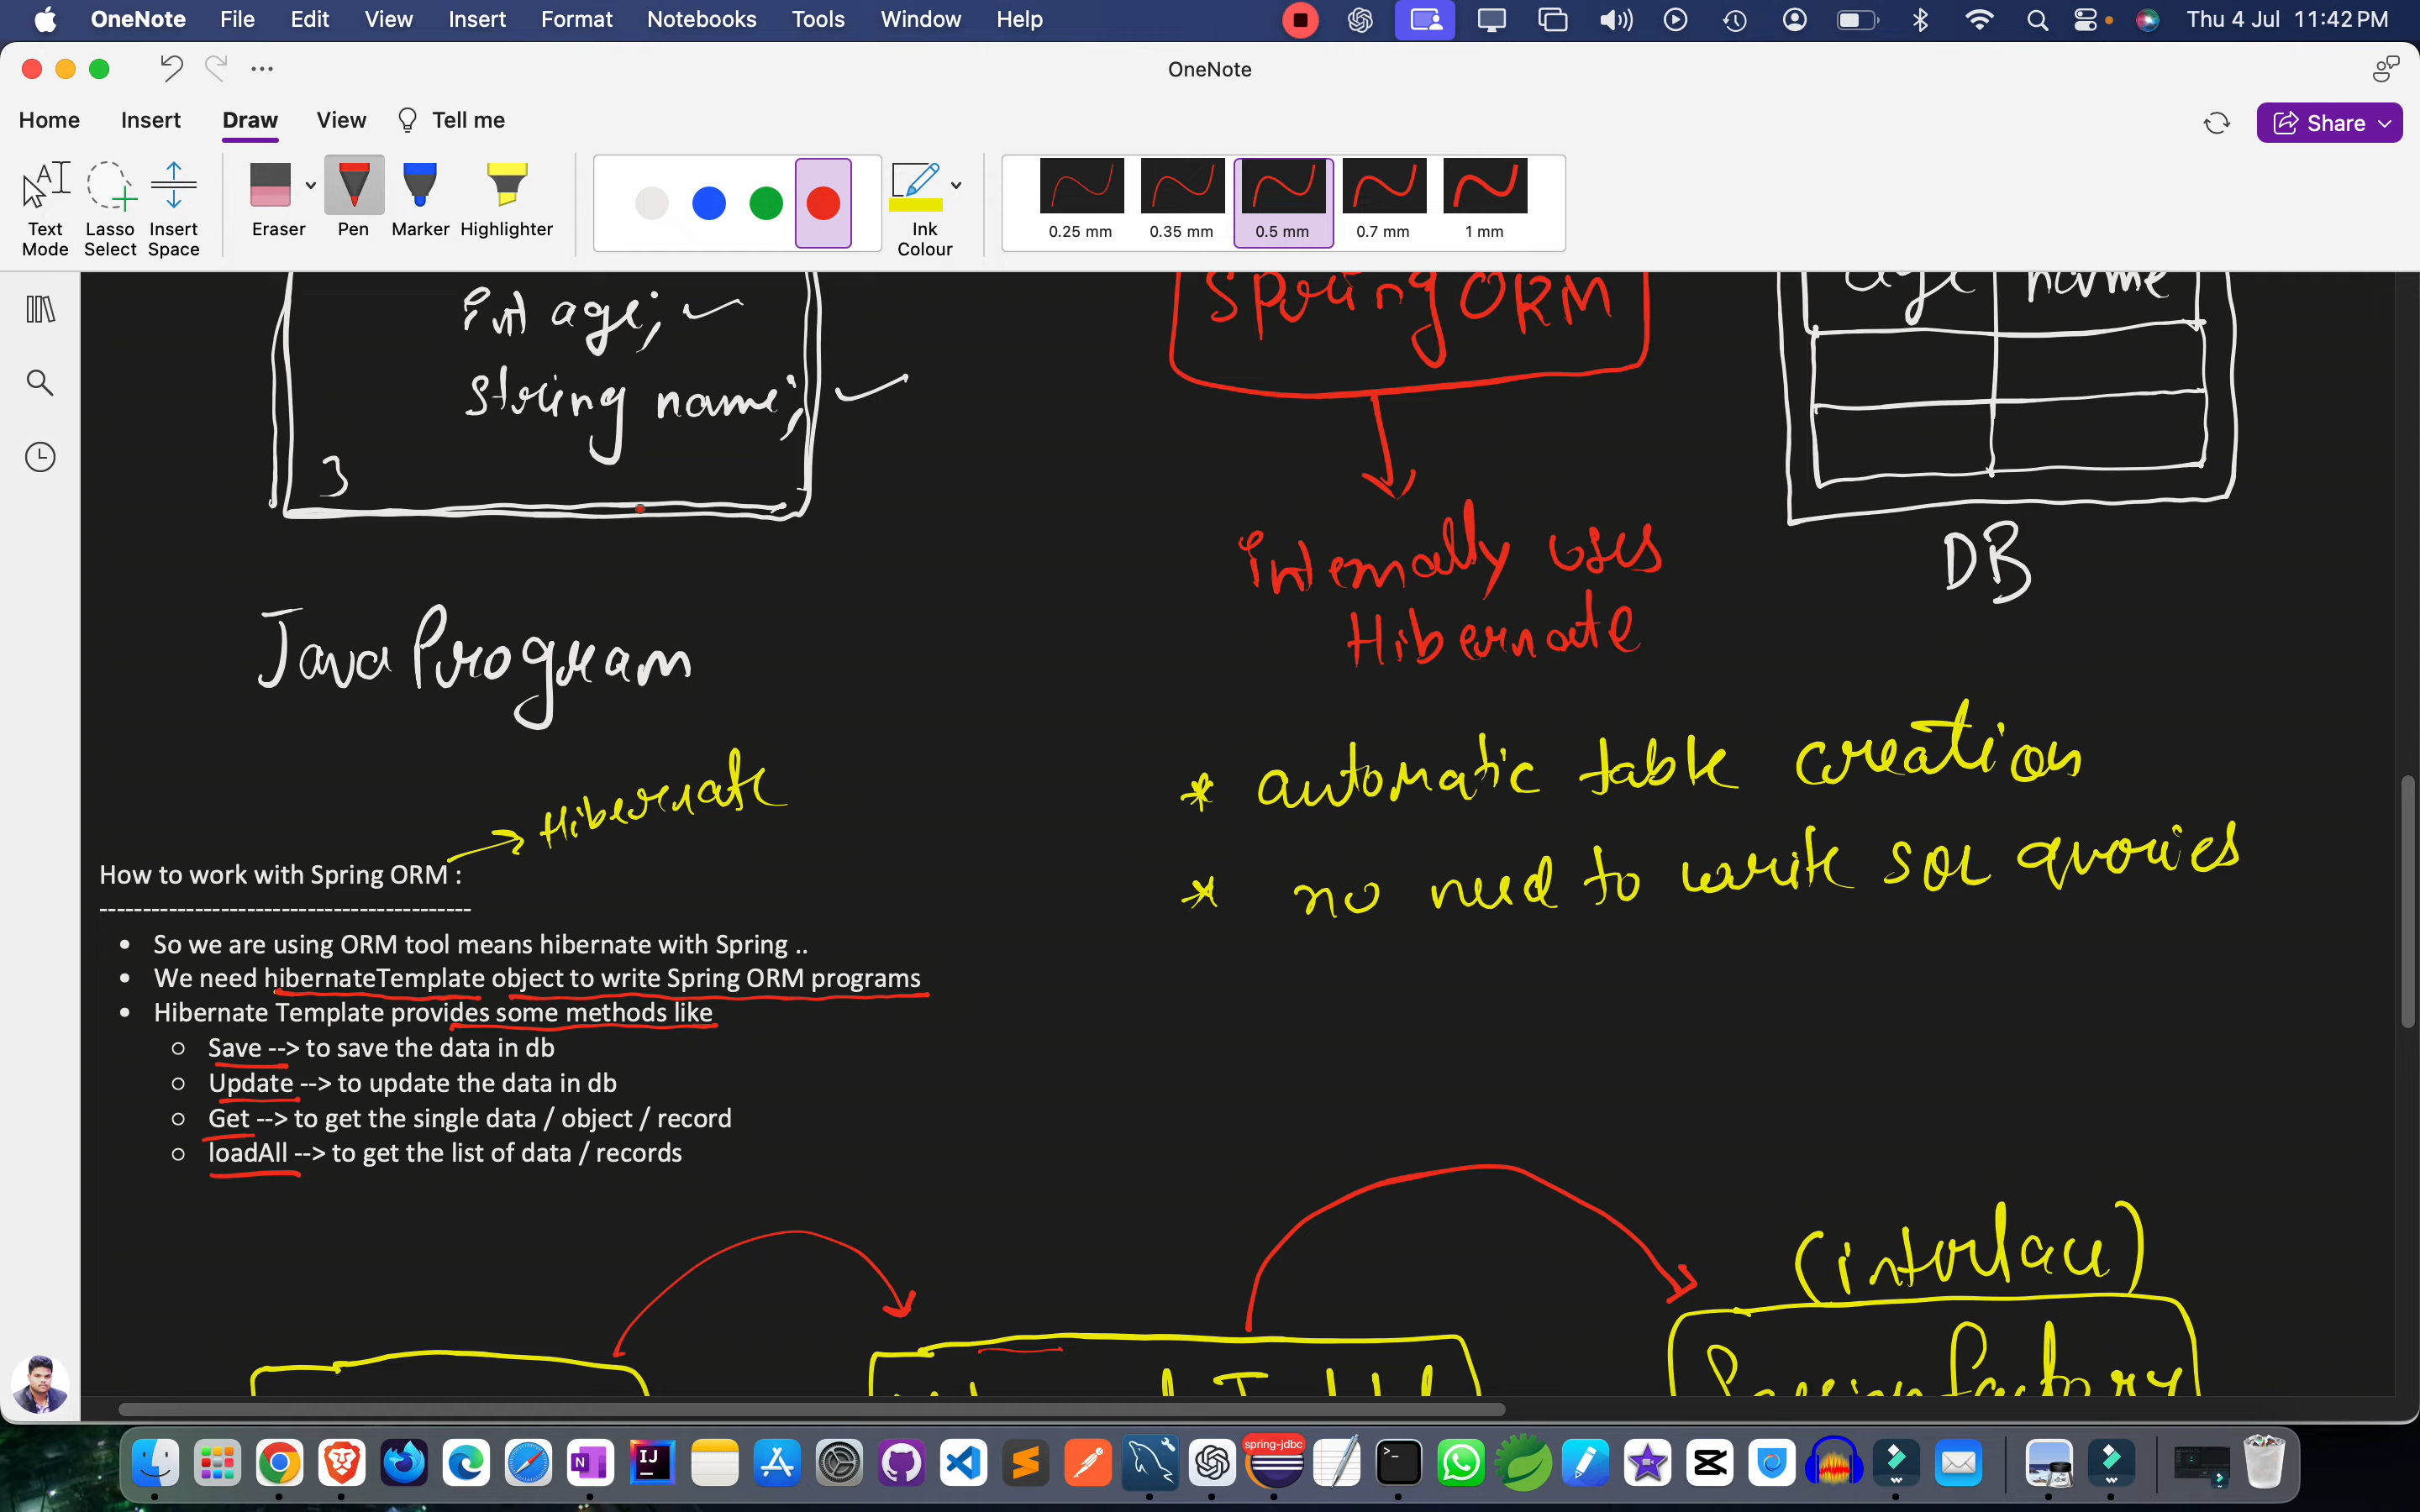 OneNote File Edit View Insert Format Notebooks Tools Window Help Thu 4 Jul 11:42 PM
OneNote
Home Insert Draw View Tell me Share
Text Mode
Lasso Select
Insert Space
Eraser
Pen
Marker
Highlighter
Ink Colour
0.25 mm 0.35 mm 0.5 mm 0.7 mm 1 mm
int age;
String name;
}
Java Program
Spring ORM
internally uses
Hibernate
age name
DB
* automatic table creation
* no need to write SQL queries
Hibernate
How to work with Spring ORM :
-------------------------------------------
• So we are using ORM tool means hibernate with Spring ..
• We need hibernateTemplate object to write Spring ORM programs
• Hibernate Template provides some methods like
○ Save --> to save the data in db
○ Update --> to update the data in db
○ Get --> to get the single data / object / record
○ loadAll --> to get the list of data / records
(interface)
spring-jdbc